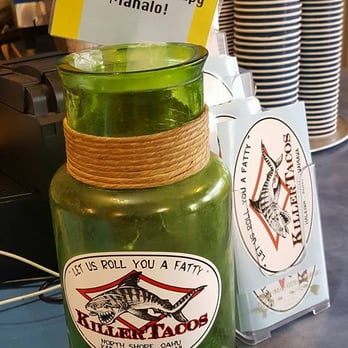 Mahalo!
LET US ROLL YOU A FATTY
KILLER TACOS
NORTH SHORE, OAHU
LET US ROLL YOU A FATTY
KILLER TACOS